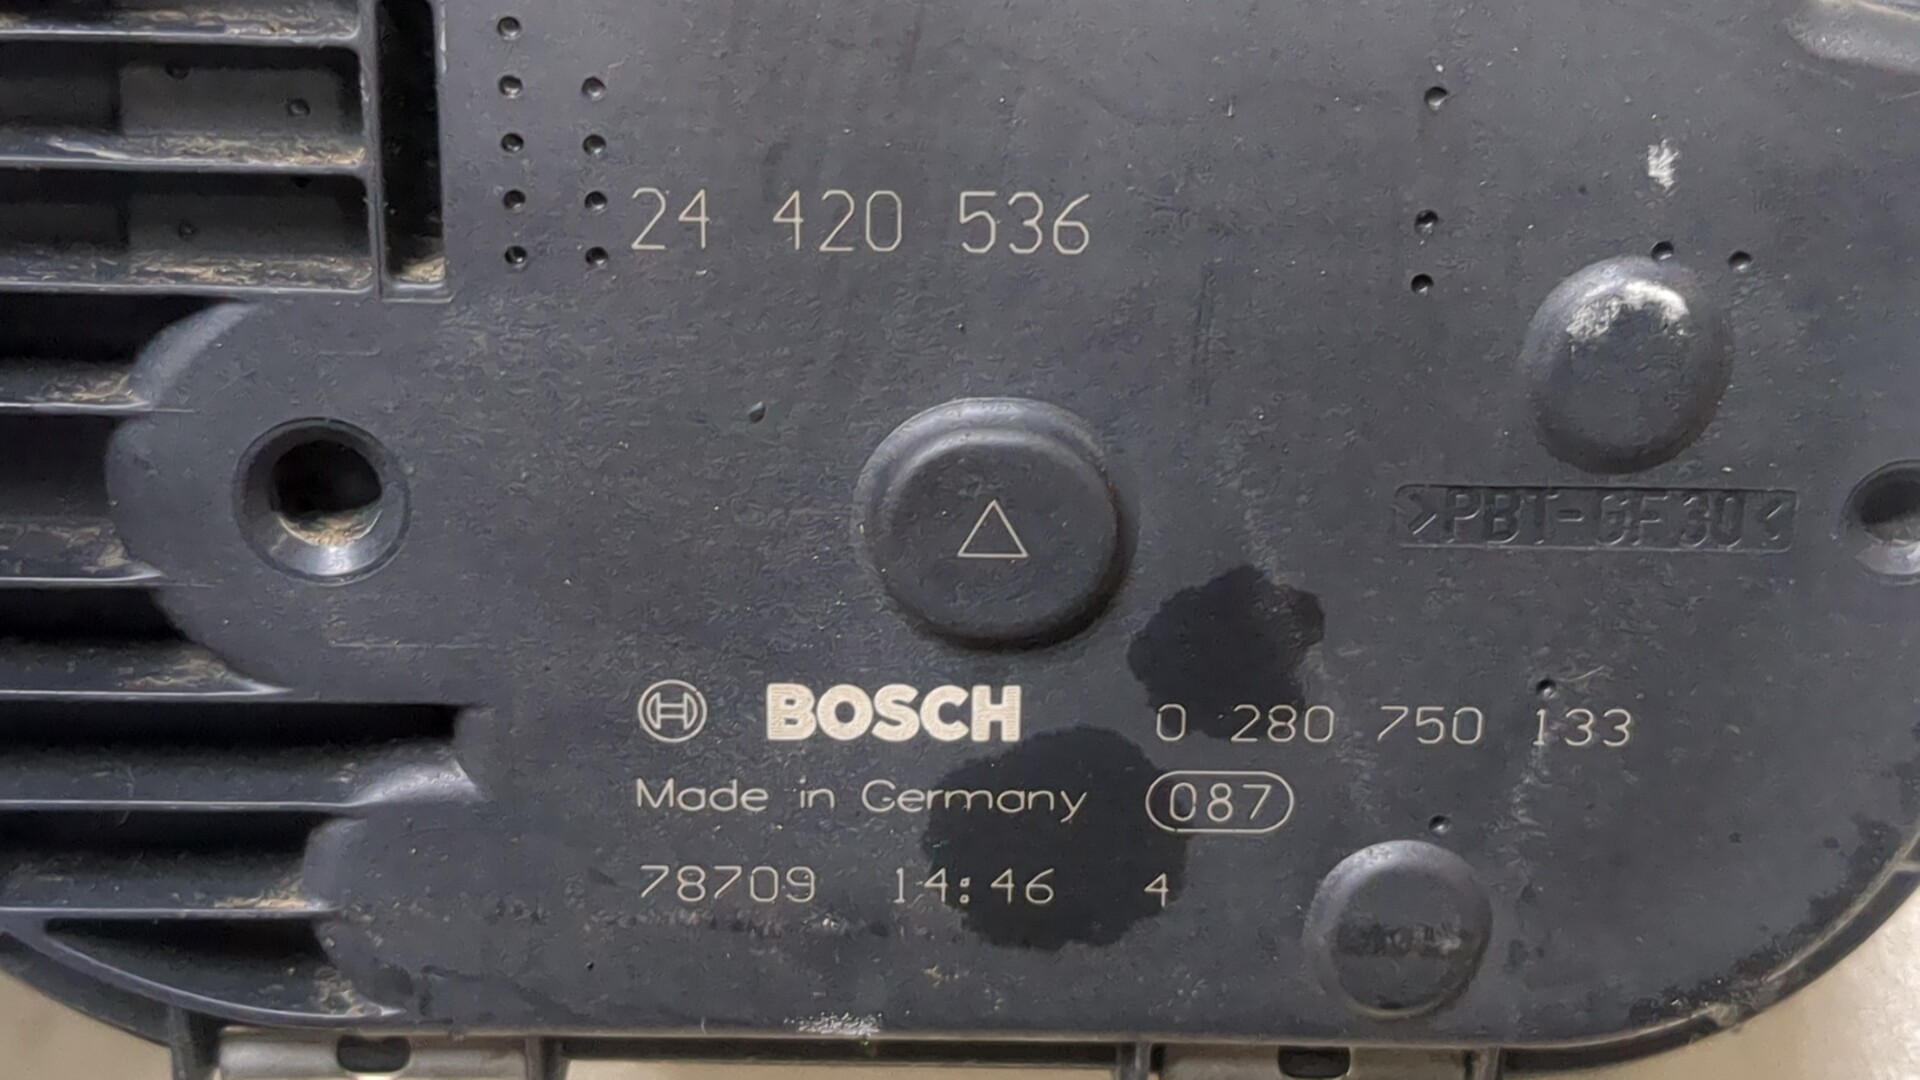 24 420 536
>PBT-GF30<
BOSCH 0 280 750 133
Made in Germany 087
78709 14:46 4